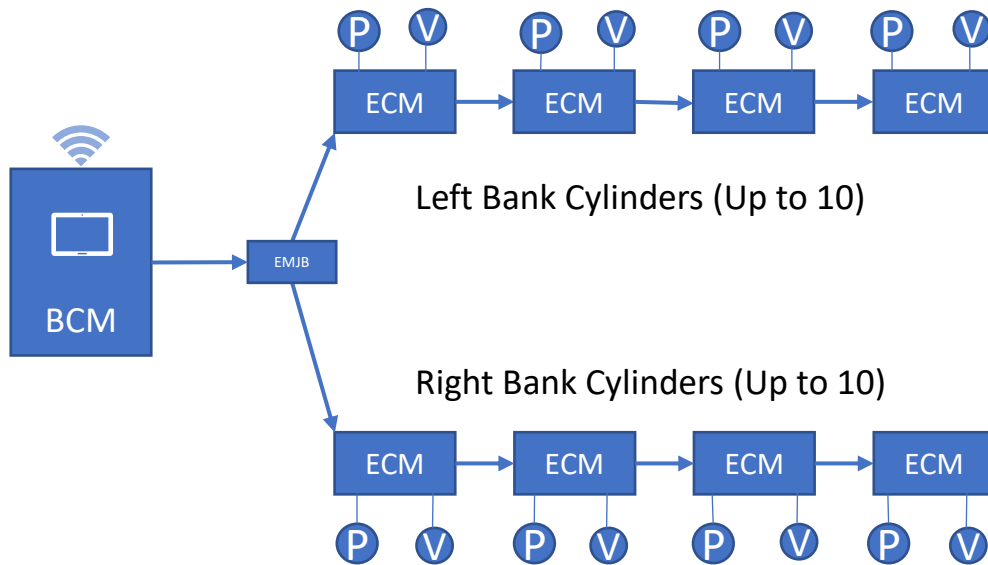 P V P V P V P V
ECM ECM ECM ECM
Left Bank Cylinders (Up to 10)
EMJB
BCM
Right Bank Cylinders (Up to 10)
ECM ECM ECM ECM
P V P V P V P V